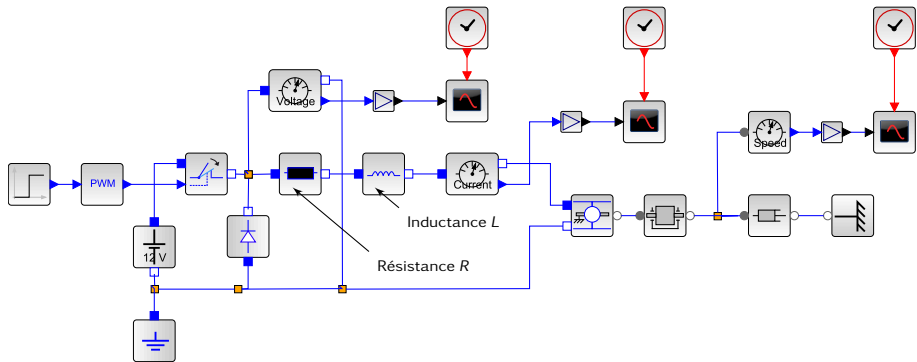 Voltage
PWM
Current
Speed
Inductance L
12 V
Résistance R